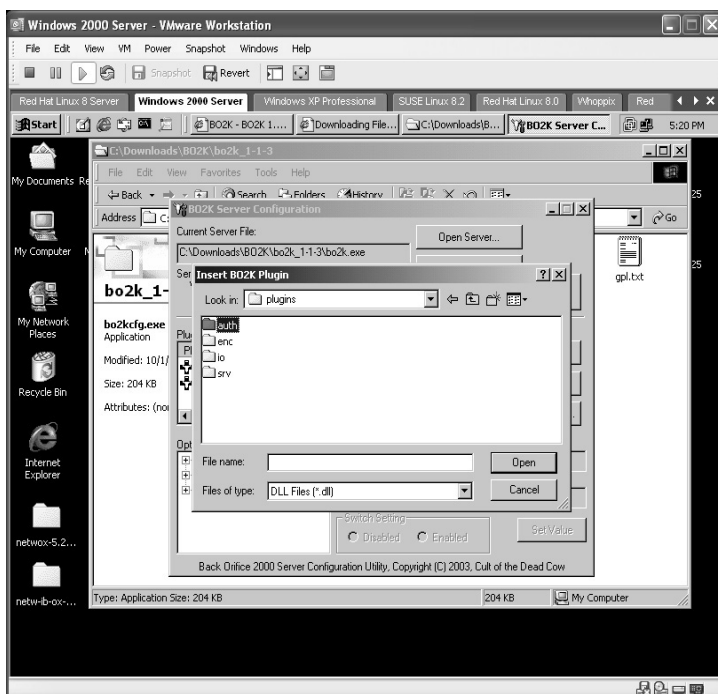 Windows 2000 Server - VMware Workstation
File Edit View VM Power Snapshot Windows Help
Snapshot Revert
Red Hat Linux 8 Server Windows 2000 Server Windows XP Professional SUSE Linux 8.2 Red Hat Linux 8.0 Whoppix Red
Start BO2K - BO2K 1.... Downloading File... C:\Downloads\B... BO2K Server C... 5:20 PM
C:\Downloads\BO2K\bo2k_1-1-3
File Edit View Favorites Tools Help
Back Search Folders History
Address Go
My Documents
My Computer
My Network Places
Recycle Bin
Internet Explorer
netwox-5.2...
netw-ib-ox-...
25
25
gpl.txt
bo2k_1-
bo2kcfg.exe
Application
Modified: 10/1/
Size: 204 KB
Attributes: (nor
BO2K Server Configuration
Current Server File:
C:\Downloads\BO2K\bo2k_1-1-3\bo2k.exe
Open Server...
Insert BO2K Plugin
Look in: plugins
auth
enc
io
srv
File name: Open
Files of type: DLL Files (*.dll) Cancel
Switch Setting
Disabled Enabled
Set Value
Back Orifice 2000 Server Configuration Utility, Copyright (C) 2003, Cult of the Dead Cow
Type: Application Size: 204 KB 204 KB My Computer